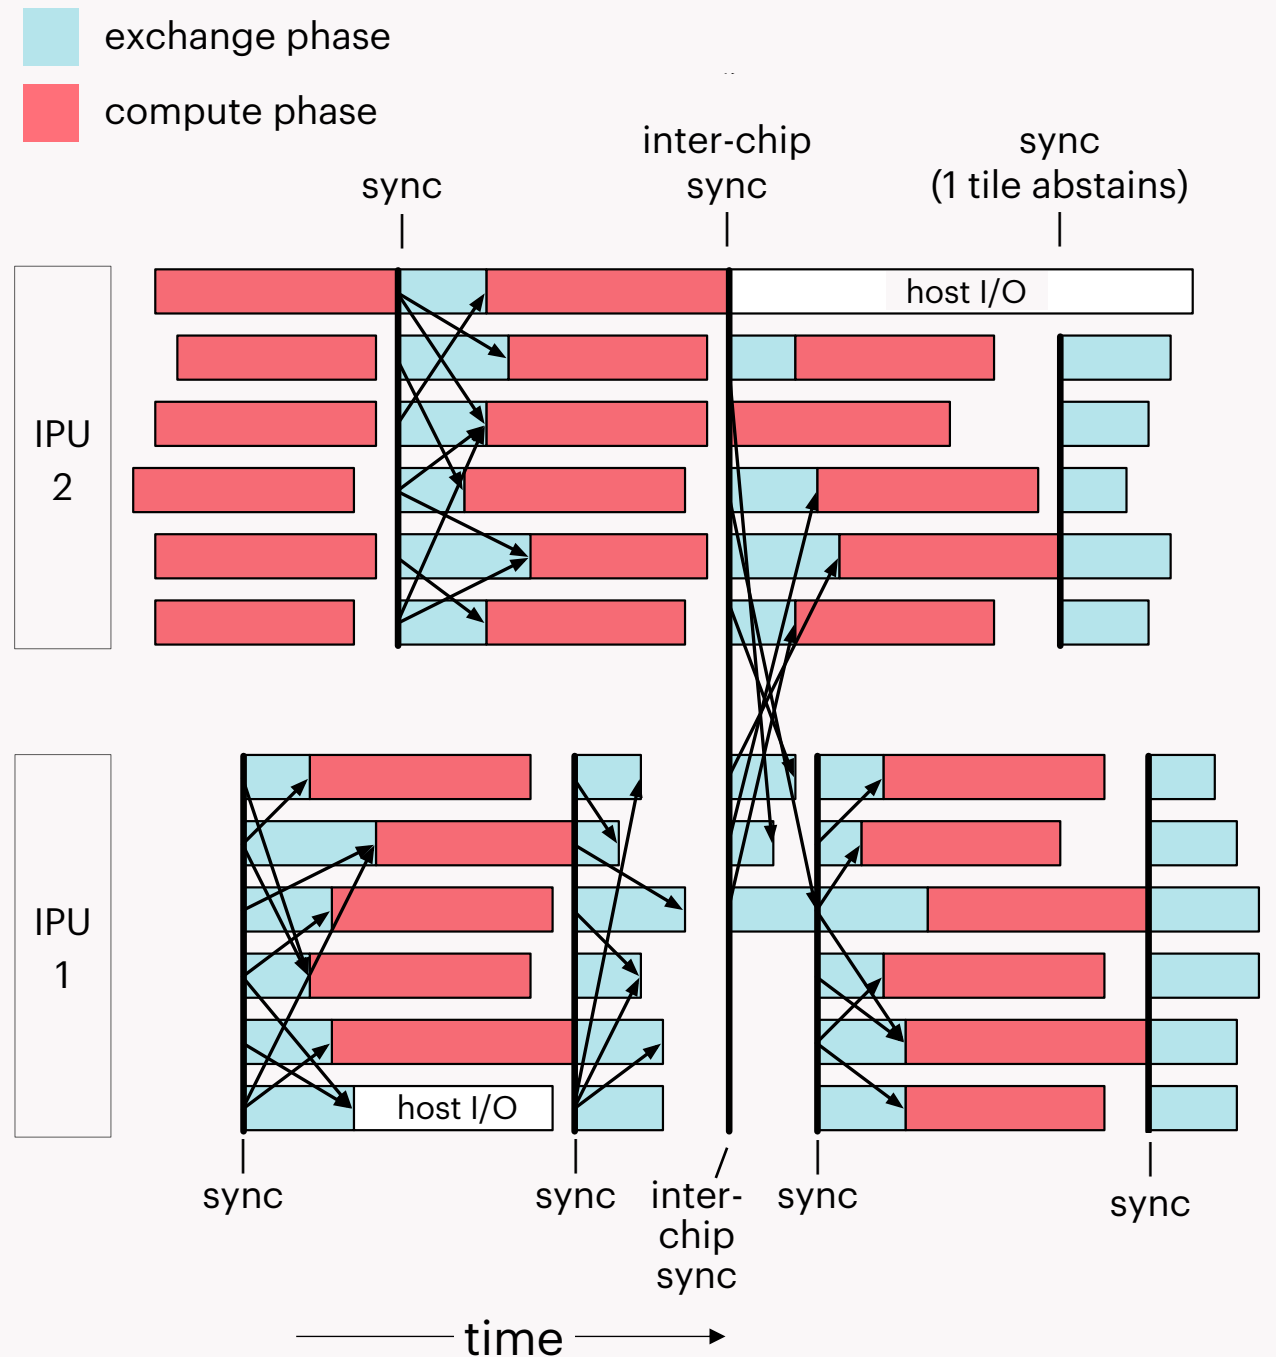 exchange phase
compute phase
inter-chip
sync
sync
(1 tile abstains)
sync
host I/O
IPU
2
IPU
1
host I/O
sync
sync
inter-
chip
sync
sync
sync
time